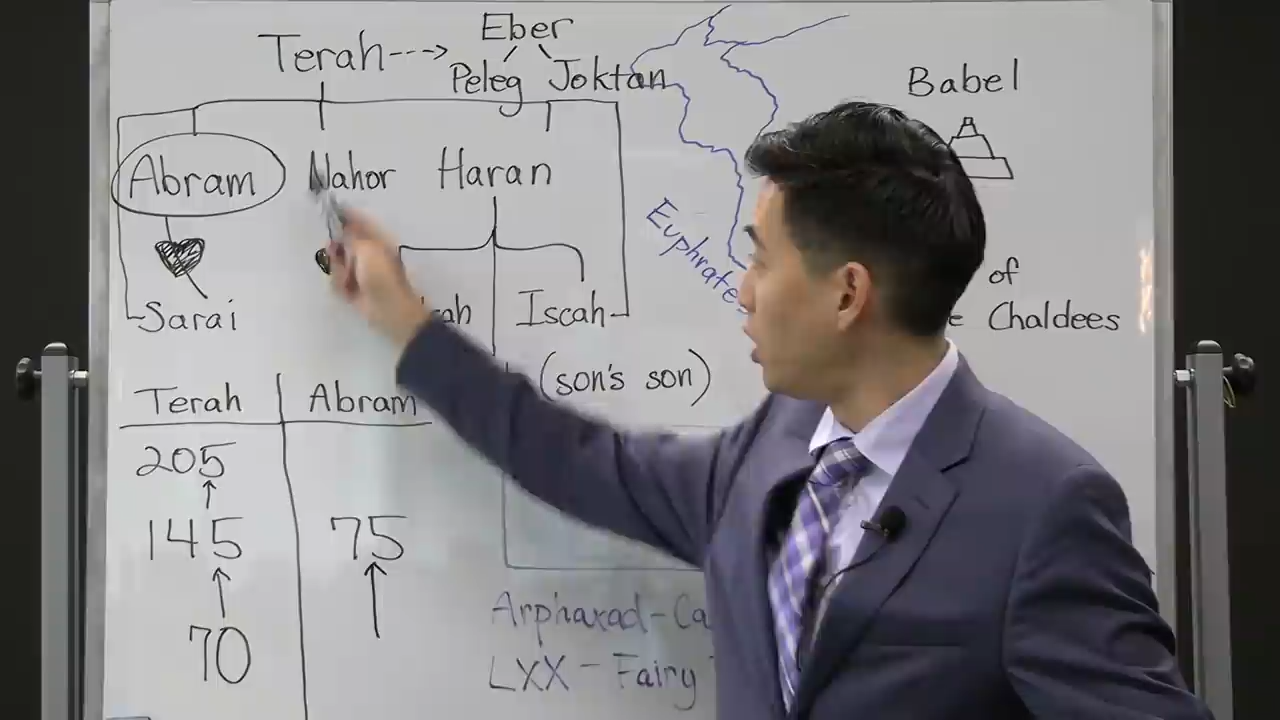 Terah Eber
Peleg Joktan
Babel
Abram Nahor Haran
Euphrates
of
Sarai Iscah Chaldees
(son's son)
Terah Abram
205
145 75
70
Arphaxad-
LXX - Fairy